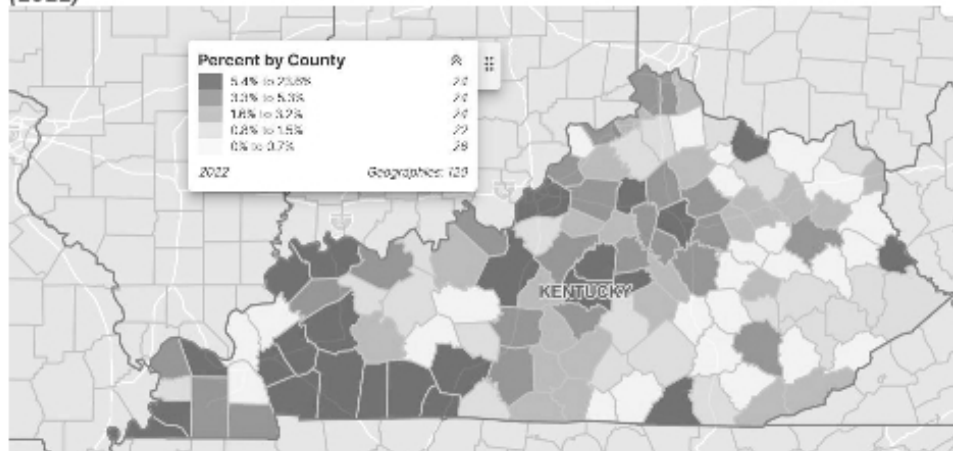 Percent by County
5.4% to 23.8% 24
3.3% to 5.3% 24
1.6% to 3.2% 24
0.8% to 1.5% 22
0% to 0.7% 26
2022 Geographies: 120
KENTUCKY